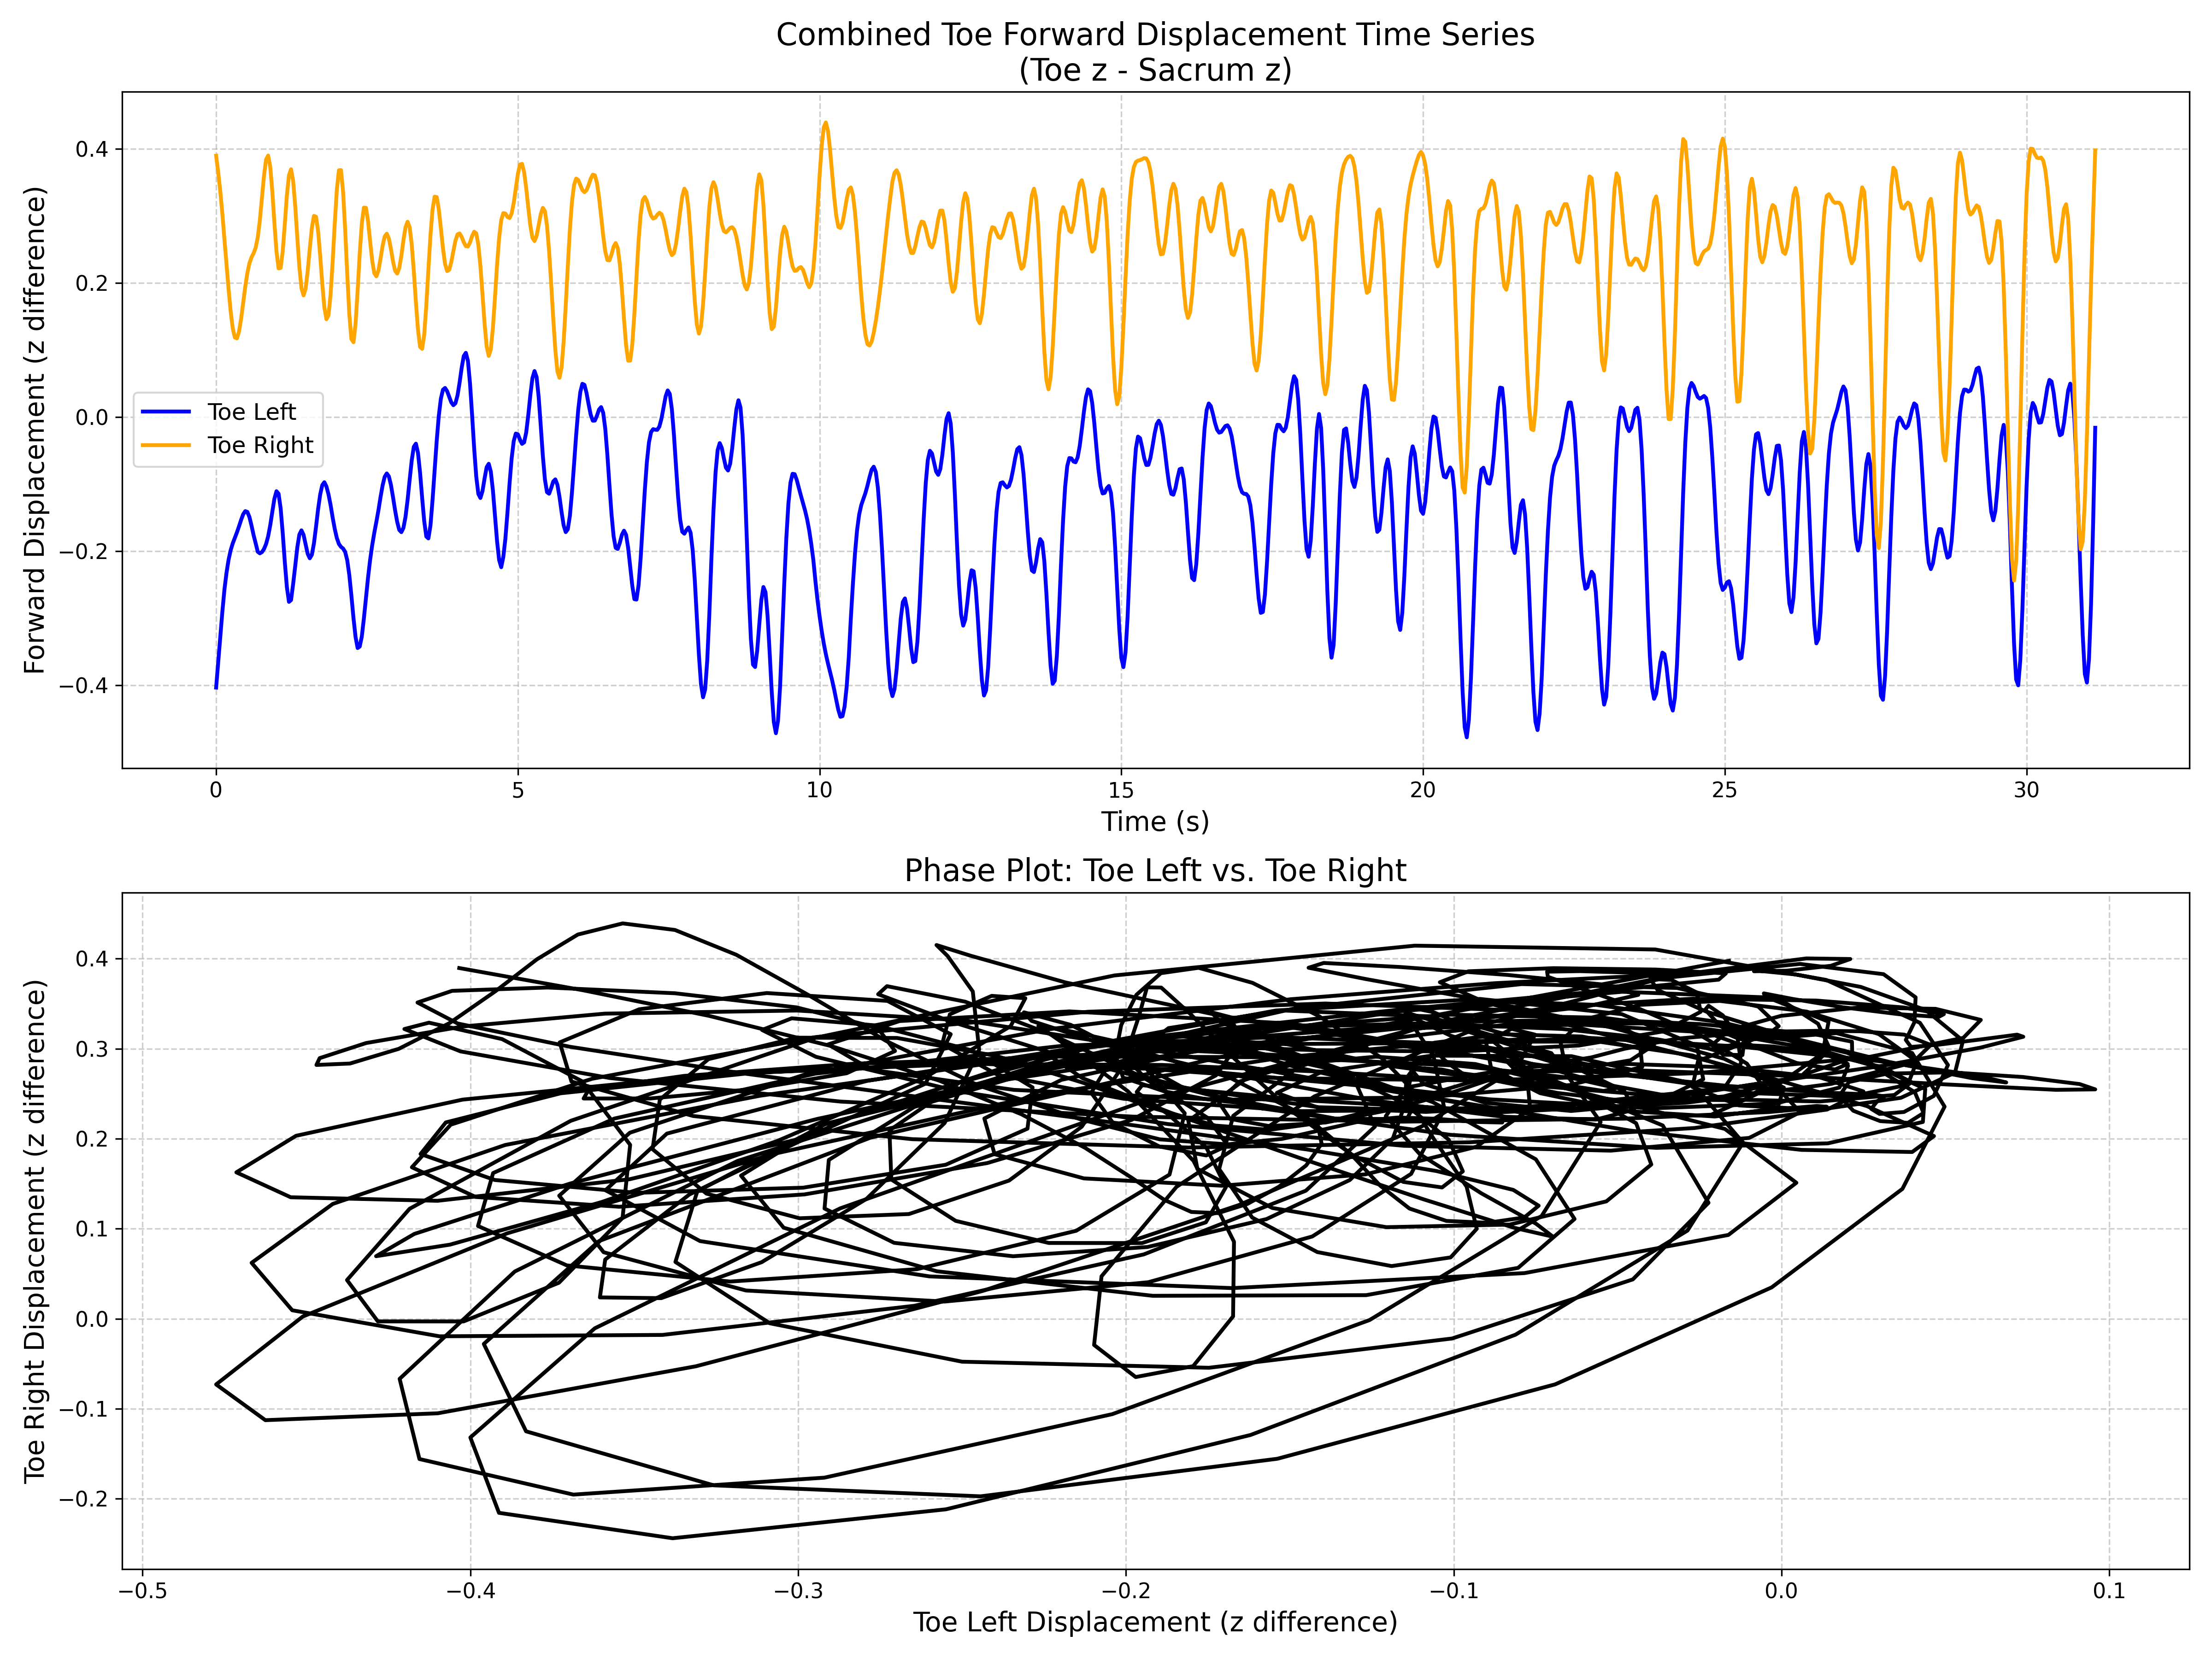 Combined Toe Forward Displacement Time Series
(Toe z - Sacrum z)
Forward Displacement (z difference)
0.4
0.2
0.0
−0.2
−0.4
Toe Left
Toe Right
0 5 10 15 20 25 30
Time (s)
Phase Plot: Toe Left vs. Toe Right
Toe Right Displacement (z difference)
0.4
0.3
0.2
0.1
0.0
−0.1
−0.2
−0.5 −0.4 −0.3 −0.2 −0.1 0.0 0.1
Toe Left Displacement (z difference)